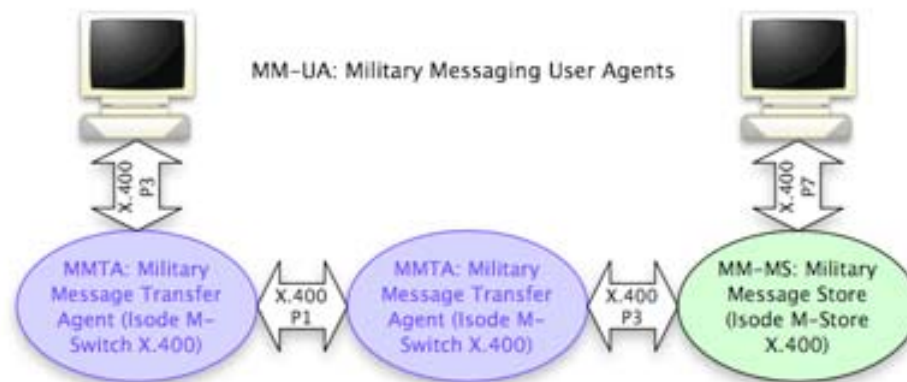 MM-UA: Military Messaging User Agents
X.400
P3
X.400
P7
MMTA: Military
Message Transfer
Agent (Isode M-
Switch X.400)
X.400
P1
MMTA: Military
Message Transfer
Agent (Isode M-
Switch X.400)
X.400
P3
MM-MS: Military
Message Store
(Isode M-Store
X.400)